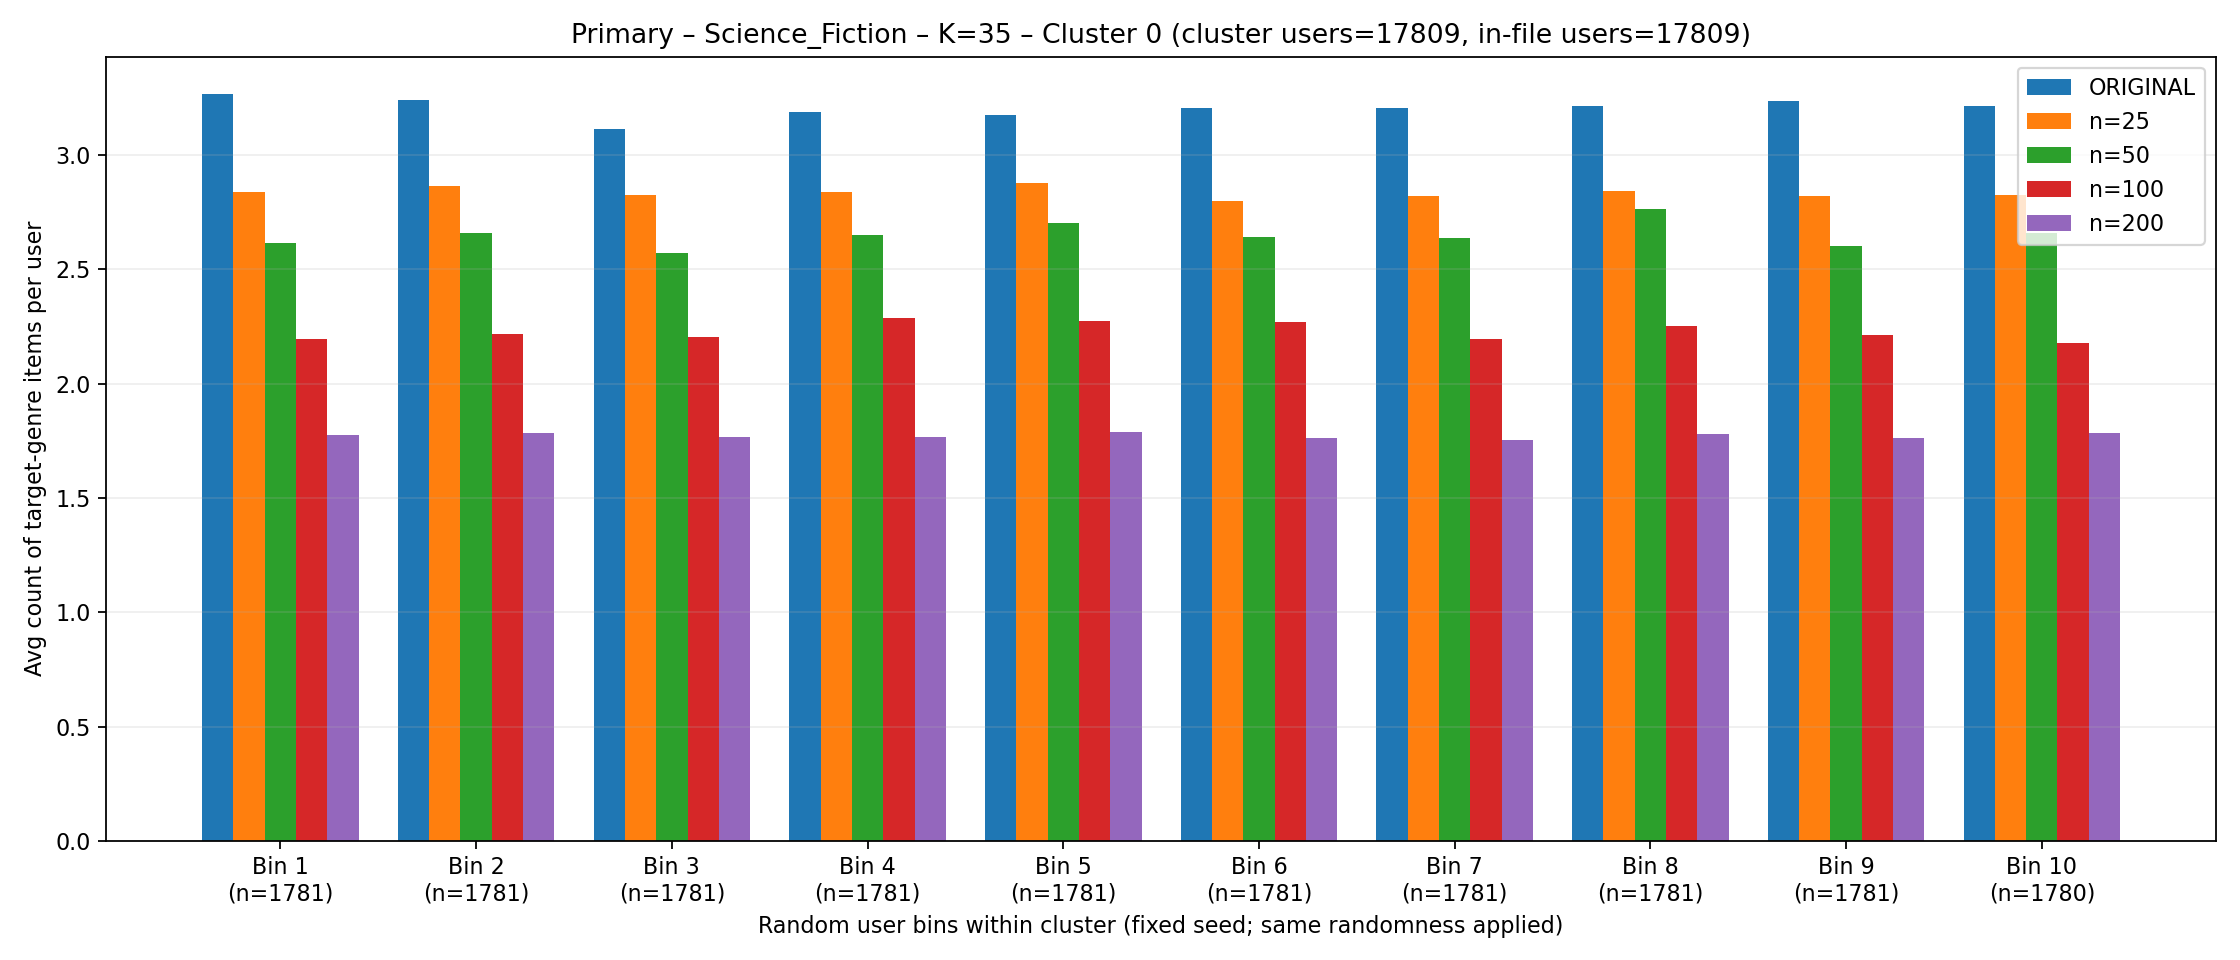 Primary – Science_Fiction – K=35 – Cluster 0 (cluster users=17809, in-file users=17809)
Avg count of target-genre items per user
3.0
2.5
2.0
1.5
1.0
0.5
0.0
ORIGINAL
n=25
n=50
n=100
n=200
Bin 1
(n=1781)
Bin 2
(n=1781)
Bin 3
(n=1781)
Bin 4
(n=1781)
Bin 5
(n=1781)
Bin 6
(n=1781)
Bin 7
(n=1781)
Bin 8
(n=1781)
Bin 9
(n=1781)
Bin 10
(n=1780)
Random user bins within cluster (fixed seed; same randomness applied)